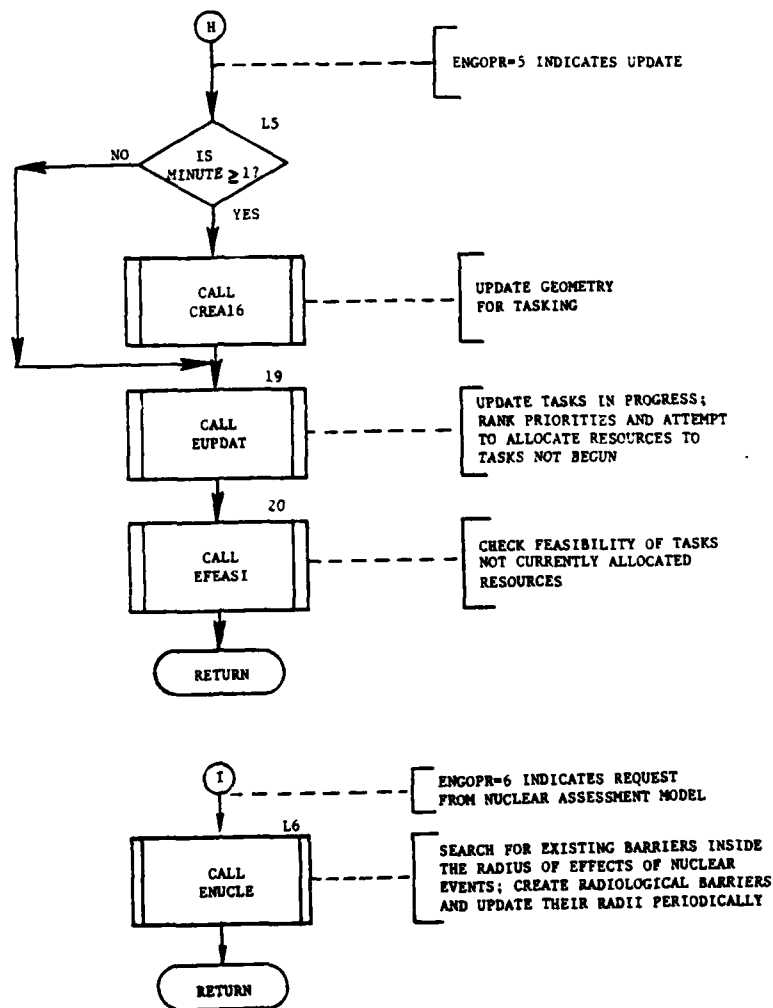 H
ENGOPR=5 INDICATES UPDATE
L5
NO
IS
MINUTE ≥ 1?
YES
CALL
CREA16
UPDATE GEOMETRY
FOR TASKING
19
CALL
EUPDAT
UPDATE TASKS IN PROGRESS;
RANK PRIORITIES AND ATTEMPT
TO ALLOCATE RESOURCES TO
TASKS NOT BEGUN
20
CALL
EFEASI
CHECK FEASIBILITY OF TASKS
NOT CURRENTLY ALLOCATED
RESOURCES
RETURN
I
ENGOPR=6 INDICATES REQUEST
FROM NUCLEAR ASSESSMENT MODEL
L6
CALL
ENUCLE
SEARCH FOR EXISTING BARRIERS INSIDE
THE RADIUS OF EFFECTS OF NUCLEAR
EVENTS; CREATE RADIOLOGICAL BARRIERS
AND UPDATE THEIR RADII PERIODICALLY
RETURN